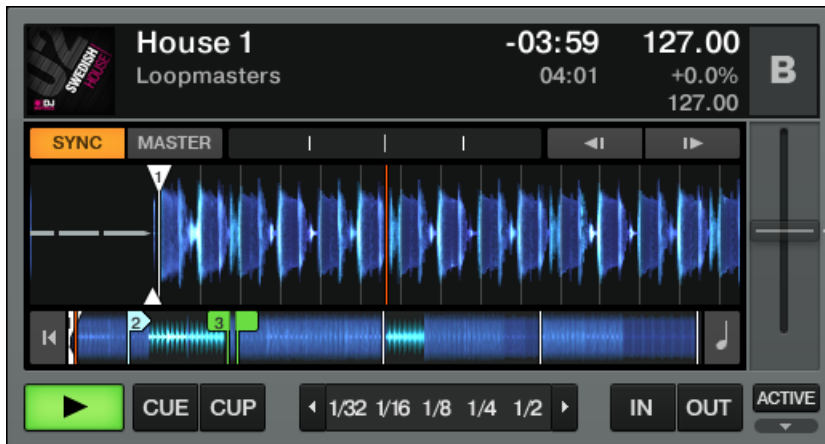 02
SWEDISH
HOUSE
DJ
House 1
Loopmasters
-03:59
04:01
127.00
+0.0%
127.00
B
SYNC
MASTER
1
2
3
CUE
CUP
1/32 1/16 1/8 1/4 1/2
IN
OUT
ACTIVE